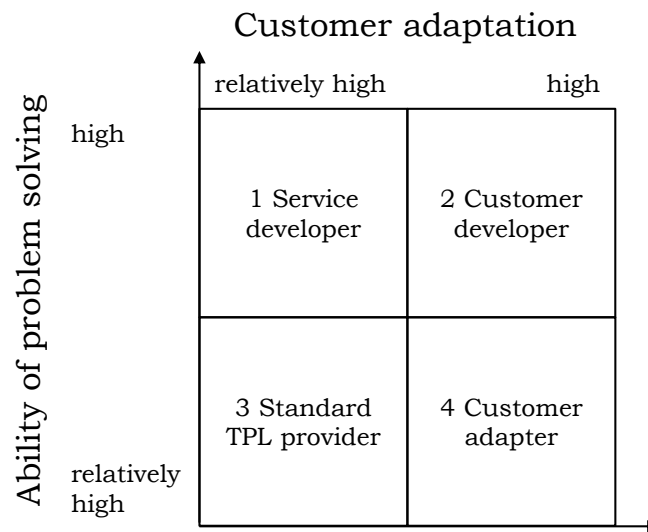 Customer adaptation
relatively high
high
Ability of problem solving
high
1 Service
developer
2 Customer
developer
3 Standard
TPL provider
4 Customer
adapter
relatively
high